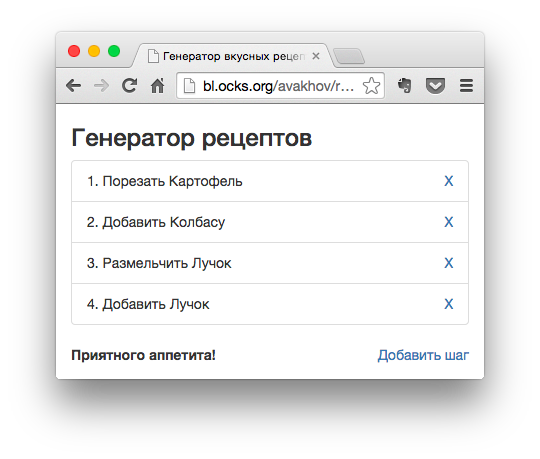 Генератор вкусных рецеп
bl.ocks.org/avakhov/r…
Генератор рецептов
1. Порезать Картофель X
2. Добавить Колбасу X
3. Размельчить Лучок X
4. Добавить Лучок X
Приятного аппетита! Добавить шаг